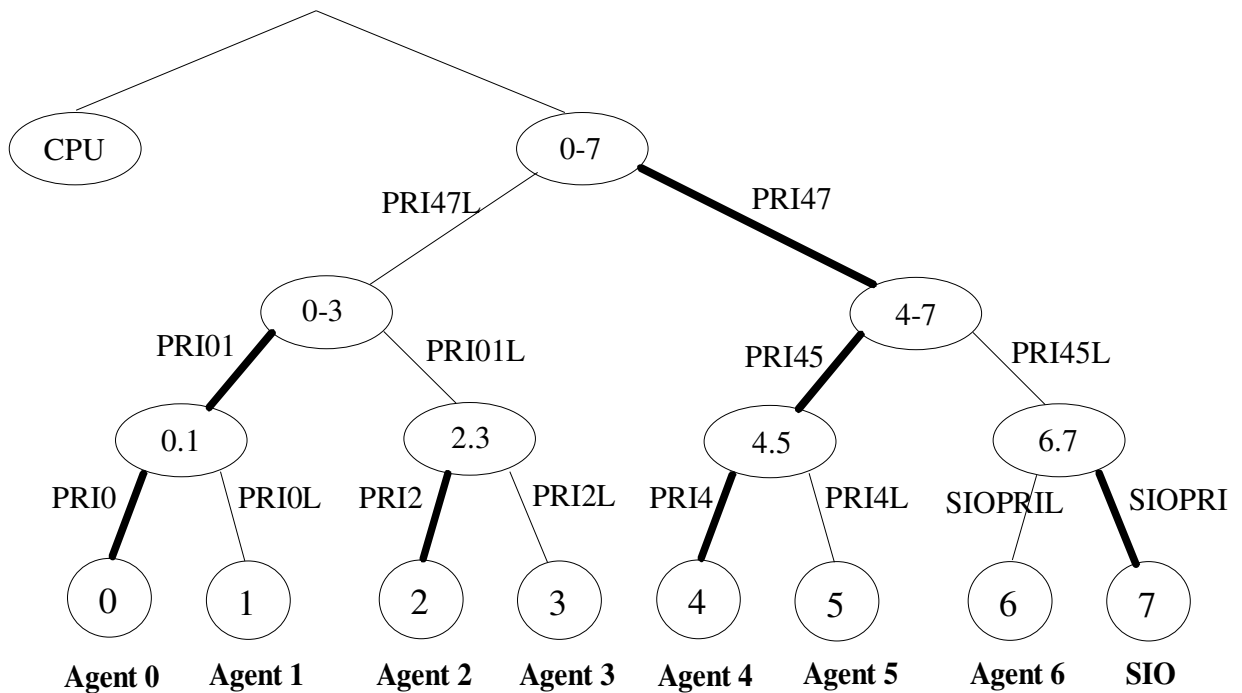 CPU
0-7
PRI47L
PRI47
0-3
4-7
PRI01
PRI01L
PRI45
PRI45L
0.1
2.3
4.5
6.7
PRI0
PRI0L
PRI2
PRI2L
PRI4
PRI4L
SIOPRIL
SIOPRI
0
1
2
3
4
5
6
7
Agent 0
Agent 1
Agent 2
Agent 3
Agent 4
Agent 5
Agent 6
SIO